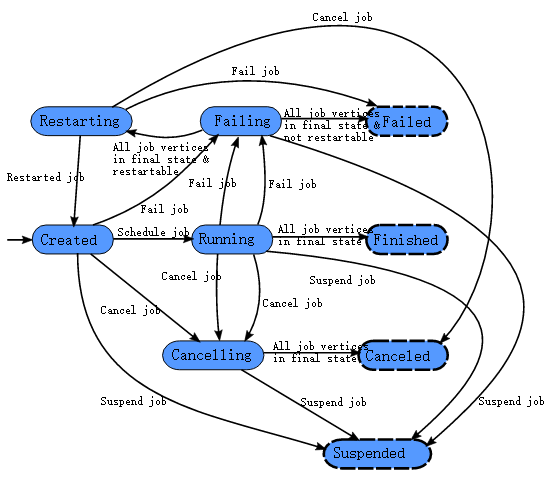 Cancel job
Fail job
Restarting
Failing
All job vertices
in final state &
not restartable
Failed
All job vertices
in final state &
restartable
Restarted job
Fail job
Fail job
Fail job
Created
Schedule job
Running
All job vertices
in final state
Finished
Cancel job
Suspend job
Cancel job
Cancel job
Cancelling
All job vertices
in final state
Canceled
Suspend job
Suspend job
Suspend job
Suspended